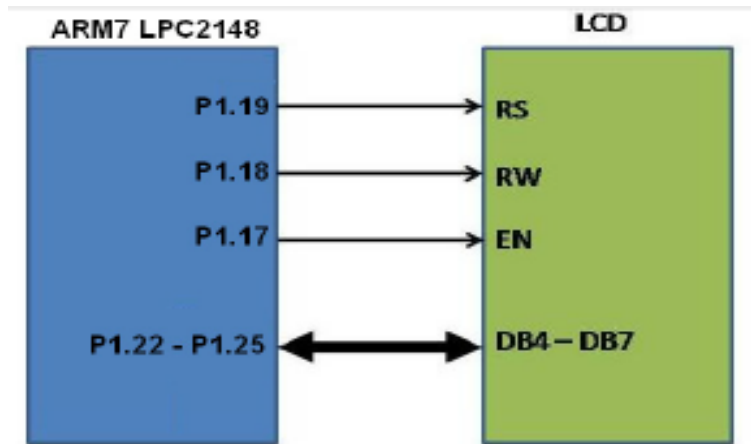 ARM7 LPC2148
LCD
P1.19
RS
P1.18
RW
P1.17
EN
P1.22 - P1.25
DB4 – DB7